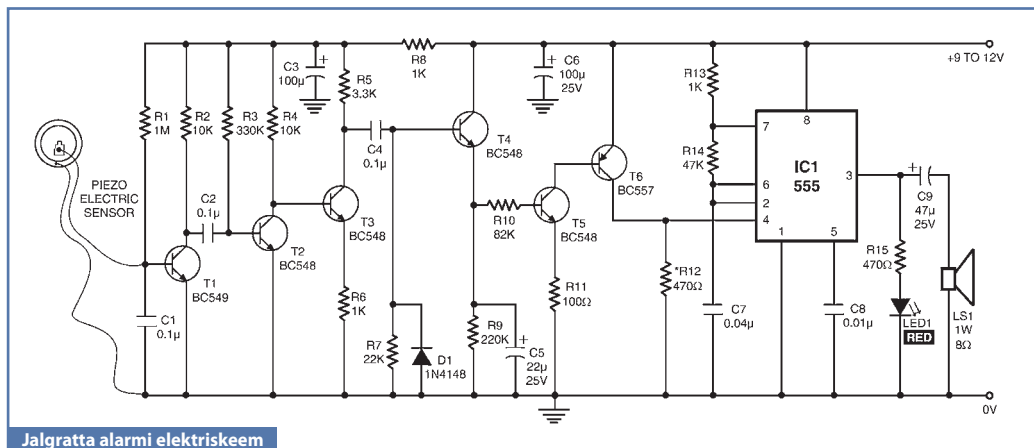 +9 TO 12V
R1
1M
R2
10K
R3
330K
R4
10K
C3
100µ
+
R5
3.3K
R8
1K
C6
100µ
25V
+
R13
1K
PIEZO
ELECTRIC
SENSOR
C2
0.1µ
C1
0.1µ
T1
BC549
T2
BC548
T3
BC548
R6
1K
C4
0.1µ
R7
22K
D1
1N4148
T4
BC548
R10
82K
R9
220K
+
C5
22µ
25V
T5
BC548
R11
100Ω
T6
BC557
*R12
470Ω
R14
47K
C7
0.04µ
7
8
6
2
4
3
1
5
IC1
555
C8
0.01µ
R15
470Ω
LED1
RED
+
C9
47µ
25V
LS1
1W
8Ω
0V
Jalgratta alarmi elektriskeem